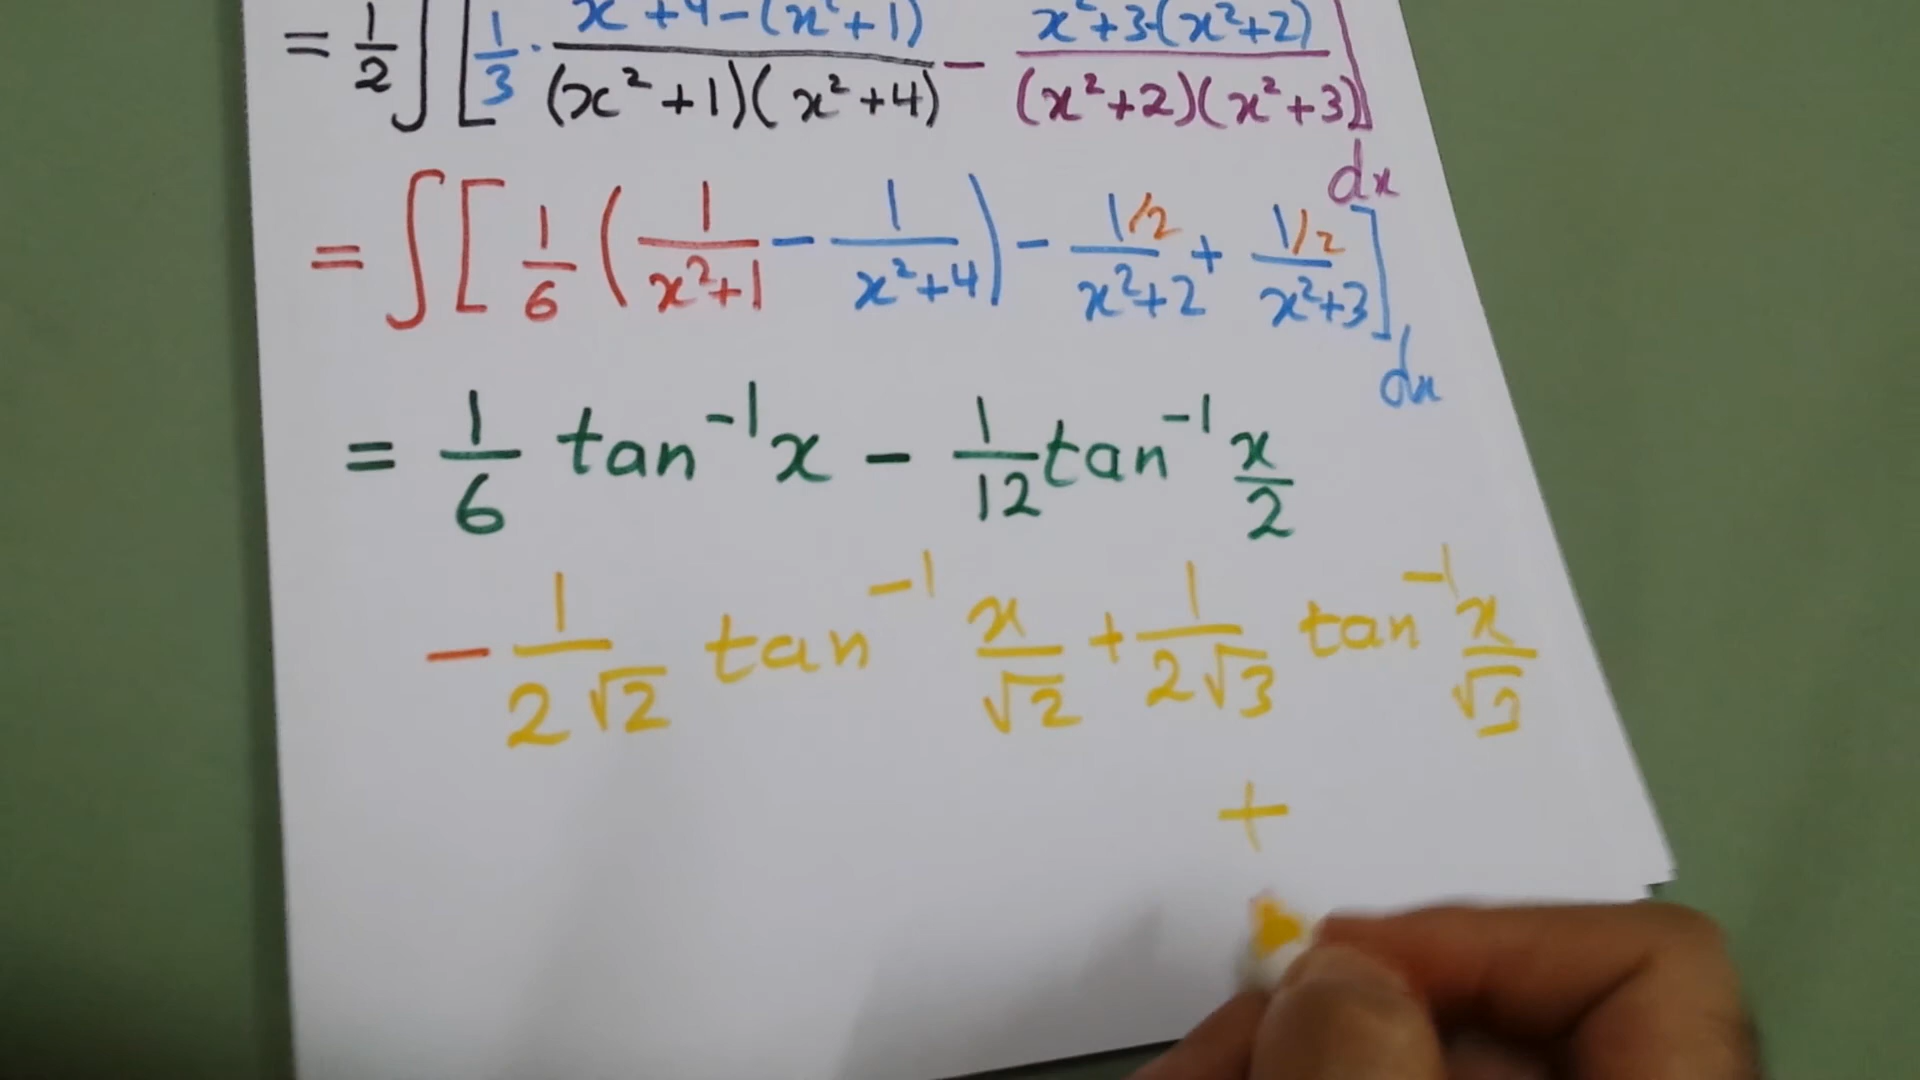 = 1/2 ∫ [ 1/3 · (x²+4-(x²+1))/((x²+1)(x²+4)) - (x²+3-(x²+2))/((x²+2)(x²+3)) ] dx
= ∫ [ 1/6 ( 1/(x²+1) - 1/(x²+4) ) - (1/2)/(x²+2) + (1/2)/(x²+3) ] dx
= 1/6 tan⁻¹x - 1/12 tan⁻¹ x/2
- 1/(2√2) tan⁻¹ x/√2 + 1/(2√3) tan⁻¹ x/√3
+